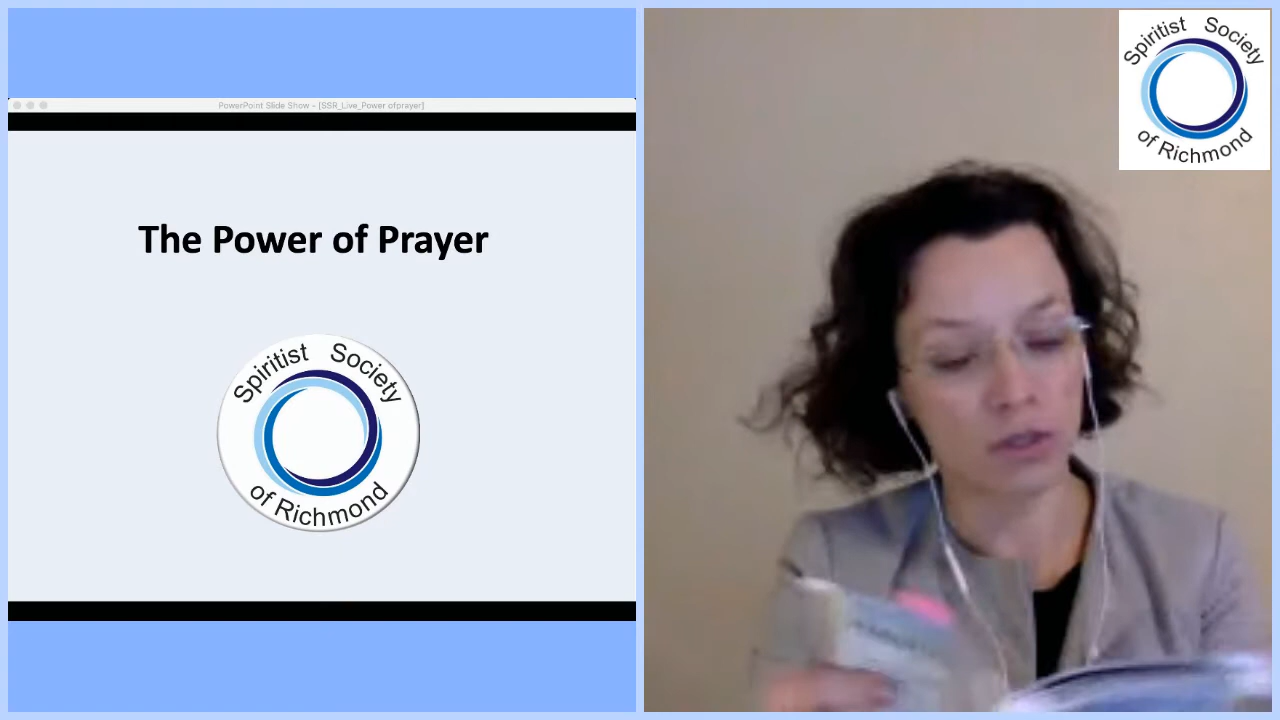 PowerPoint Slide Show - [SSR_Live_Power ofprayer]
The Power of Prayer
Spiritist Society
of Richmond
Spiritist Society
of Richmond